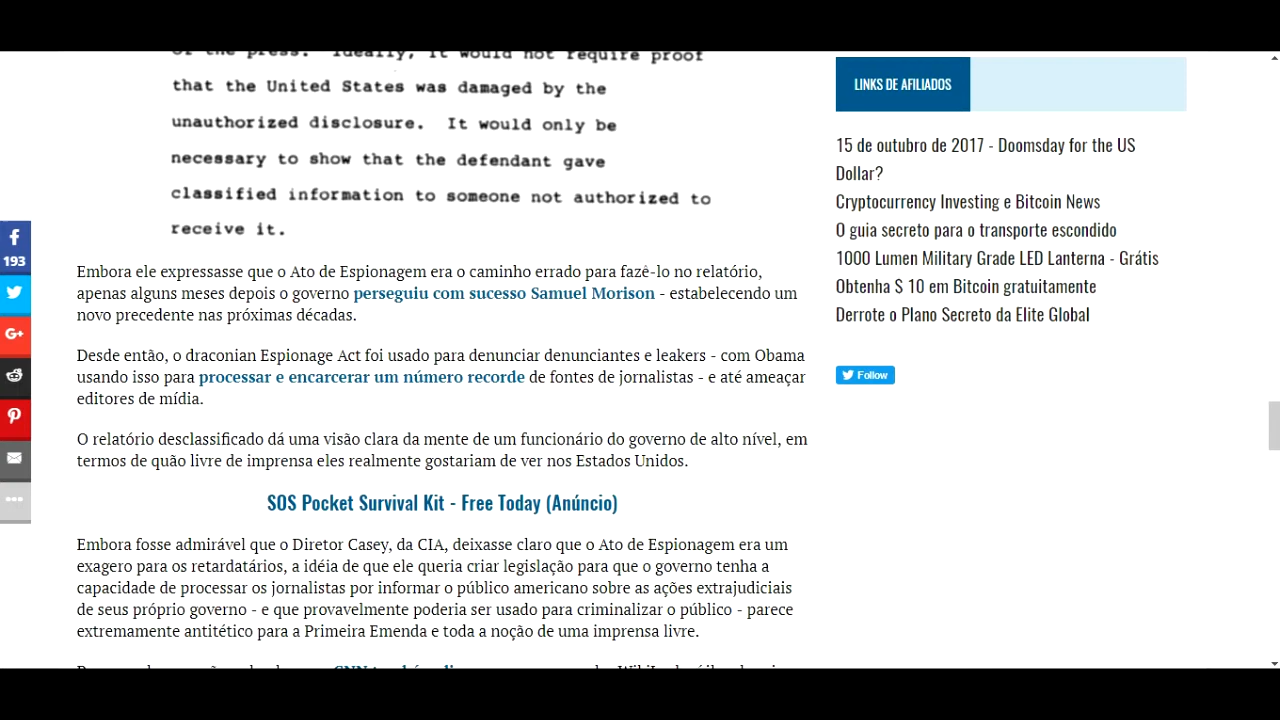 of the press. Ideally, it would not require proof
that the United States was damaged by the
unauthorized disclosure. It would only be
necessary to show that the defendant gave
classified information to someone not authorized to
receive it.
193
Embora ele expressasse que o Ato de Espionagem era o caminho errado para fazê-lo no relatório,
apenas alguns meses depois o governo perseguiu com sucesso Samuel Morison - estabelecendo um
novo precedente nas próximas décadas.
Desde então, o draconian Espionage Act foi usado para denunciar denunciantes e leakers - com Obama
usando isso para processar e encarcerar um número recorde de fontes de jornalistas - e até ameaçar
editores de mídia.
O relatório desclassificado dá uma visão clara da mente de um funcionário do governo de alto nível, em
termos de quão livre de imprensa eles realmente gostariam de ver nos Estados Unidos.
SOS Pocket Survival Kit - Free Today (Anúncio)
Embora fosse admirável que o Diretor Casey, da CIA, deixasse claro que o Ato de Espionagem era um
exagero para os retardatários, a idéia de que ele queria criar legislação para que o governo tenha a
capacidade de processar os jornalistas por informar o público americano sobre as ações extrajudiciais
de seus próprio governo - e que provavelmente poderia ser usado para criminalizar o público - parece
extremamente antitético para a Primeira Emenda e toda a noção de uma imprensa livre.
LINKS DE AFILIADOS
15 de outubro de 2017 - Doomsday for the US
Dollar?
Cryptocurrency Investing e Bitcoin News
O guia secreto para o transporte escondido
1000 Lumen Military Grade LED Lanterna - Grátis
Obtenha $ 10 em Bitcoin gratuitamente
Derrote o Plano Secreto da Elite Global
Follow